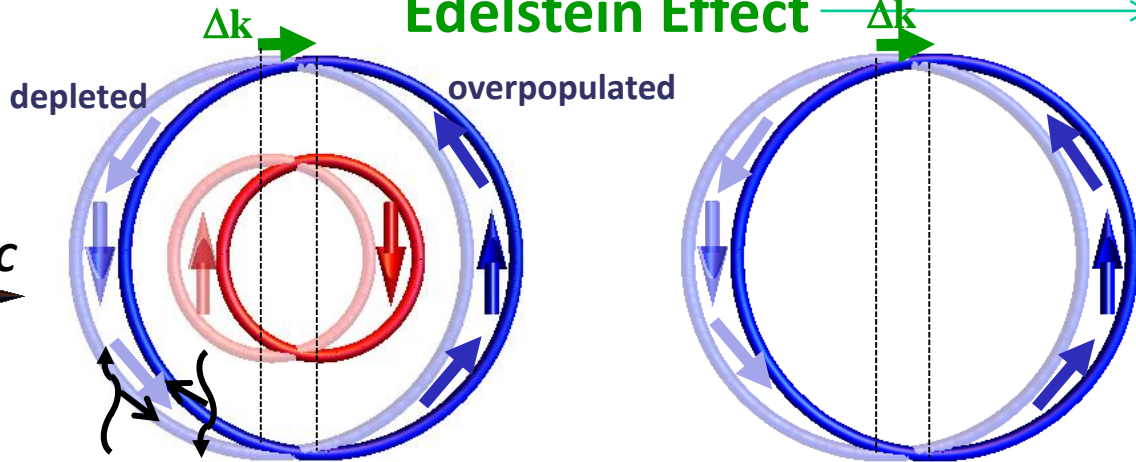 Edelstein Effect
Δk
Δk
depleted
overpopulated
C